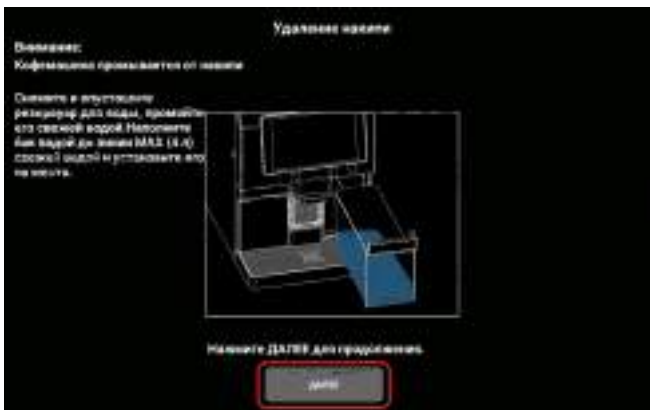 Удаление накипи
Внимание:
Кофемашина промывается от накипи
Снимите и опустошите
резервуар для воды, промойте
его свежей водой. Наполните
бак водой до линии MAX (4 л)
свежей водой и установите его
на место.
Нажмите ДАЛЕЕ для продолжения.
ДАЛЕЕ